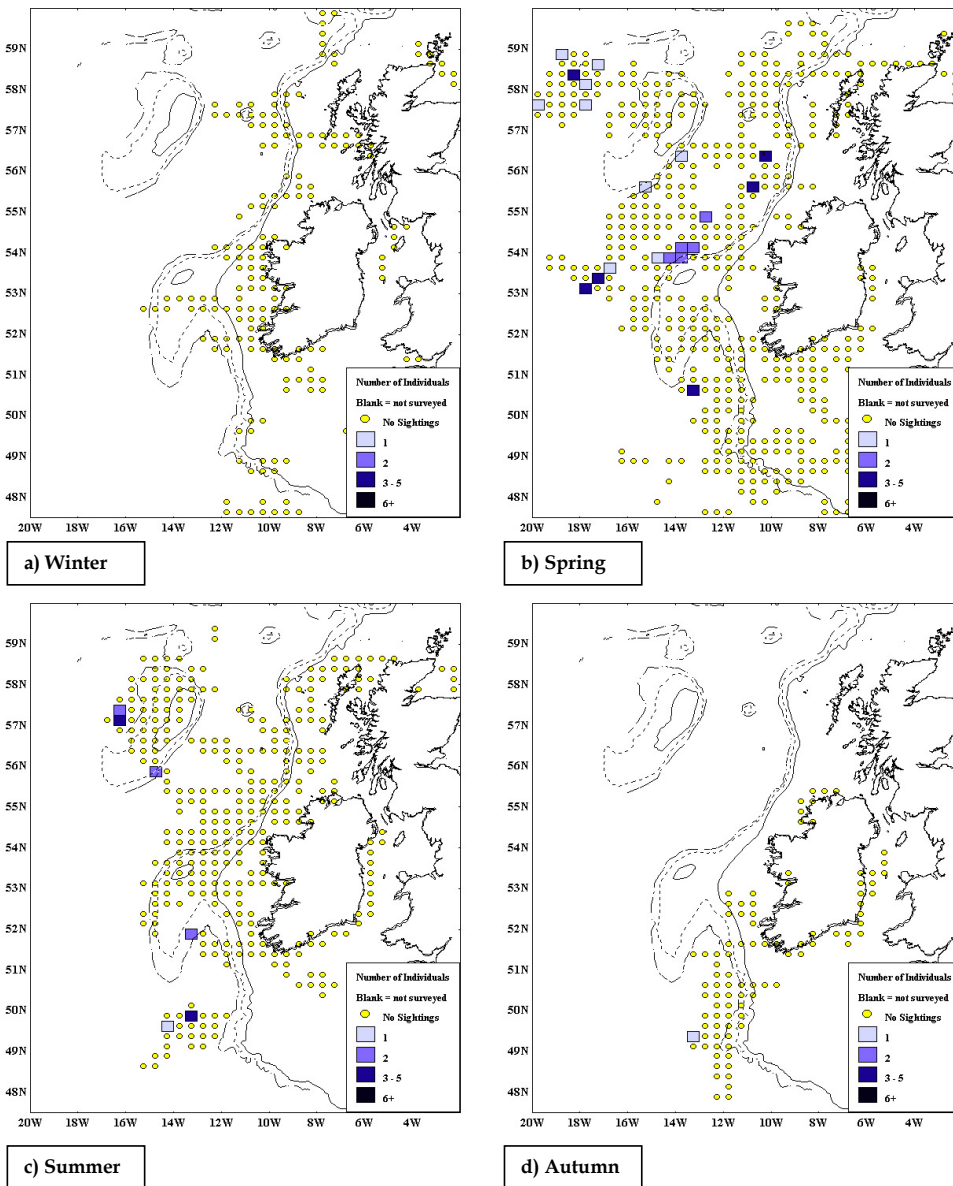 59N
58N
57N
56N
55N
54N
53N
52N
51N
50N
49N
48N
20W 16W 14W 12W 10W 8W 6W 4W
Number of Individuals
Blank = not surveyed
No Sightings
1
2
3 - 5
6+
a) Winter
59N
58N
57N
56N
55N
54N
53N
52N
51N
50N
49N
48N
20W 16W 14W 12W 10W 8W 6W 4W
Number of Individuals
Blank = not surveyed
No Sightings
1
2
3 - 5
6+
b) Spring
59N
58N
57N
56N
55N
54N
53N
52N
51N
50N
49N
48N
20W 16W 14W 12W 10W 8W 6W 4W
Number of Individuals
Blank = not surveyed
No Sightings
1
2
3 - 5
6+
c) Summer
59N
58N
57N
56N
55N
54N
53N
52N
51N
50N
49N
48N
20W 16W 14W 12W 10W 8W 6W 4W
Number of Individuals
Blank = not surveyed
No Sightings
1
2
3 - 5
6+
d) Autumn